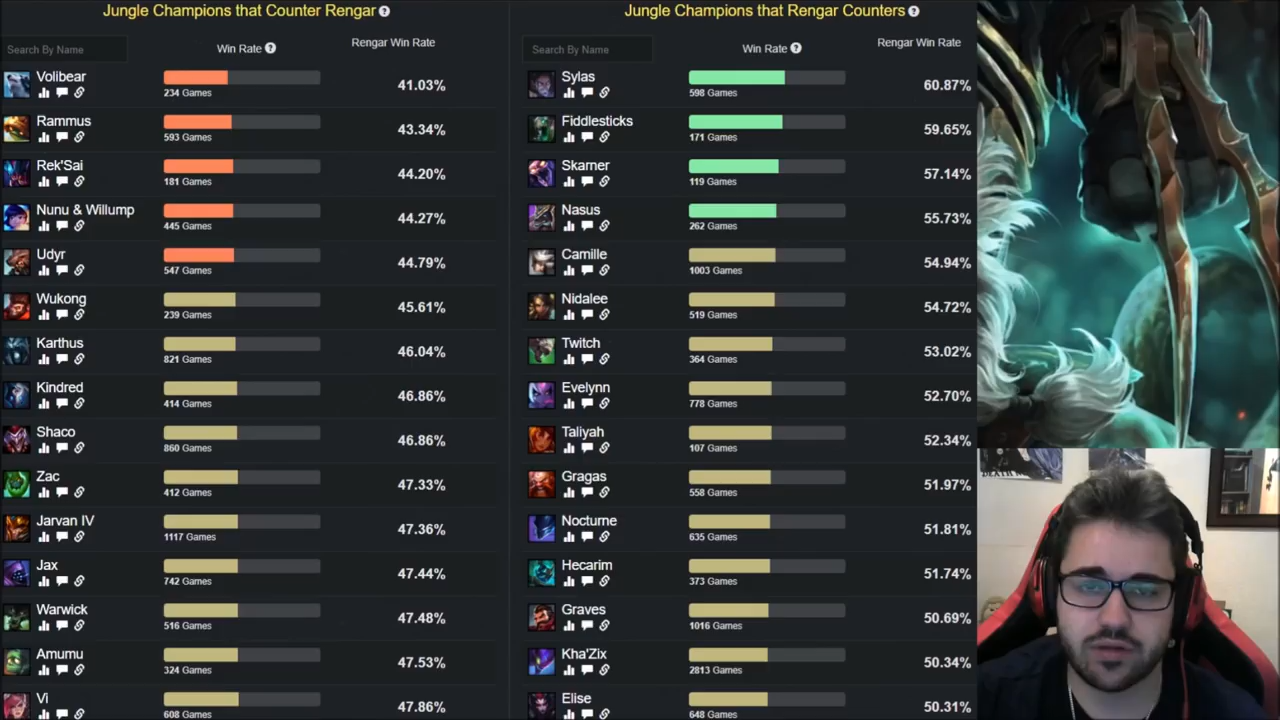 Jungle Champions that Counter Rengar ?
Search By Name
Win Rate ?
Rengar Win Rate
Volibear
234 Games
41.03%
Rammus
593 Games
43.34%
Rek'Sai
181 Games
44.20%
Nunu & Willump
445 Games
44.27%
Udyr
547 Games
44.79%
Wukong
239 Games
45.61%
Karthus
821 Games
46.04%
Kindred
414 Games
46.86%
Shaco
860 Games
46.86%
Zac
412 Games
47.33%
Jarvan IV
1117 Games
47.36%
Jax
742 Games
47.44%
Warwick
516 Games
47.48%
Amumu
324 Games
47.53%
Vi
608 Games
47.86%
Jungle Champions that Rengar Counters ?
Search By Name
Win Rate ?
Rengar Win Rate
Sylas
598 Games
60.87%
Fiddlesticks
171 Games
59.65%
Skarner
119 Games
57.14%
Nasus
262 Games
55.73%
Camille
1003 Games
54.94%
Nidalee
519 Games
54.72%
Twitch
364 Games
53.02%
Evelynn
778 Games
52.70%
Taliyah
107 Games
52.34%
Gragas
558 Games
51.97%
Nocturne
635 Games
51.81%
Hecarim
373 Games
51.74%
Graves
1016 Games
50.69%
Kha'Zix
2813 Games
50.34%
Elise
648 Games
50.31%
DEATH